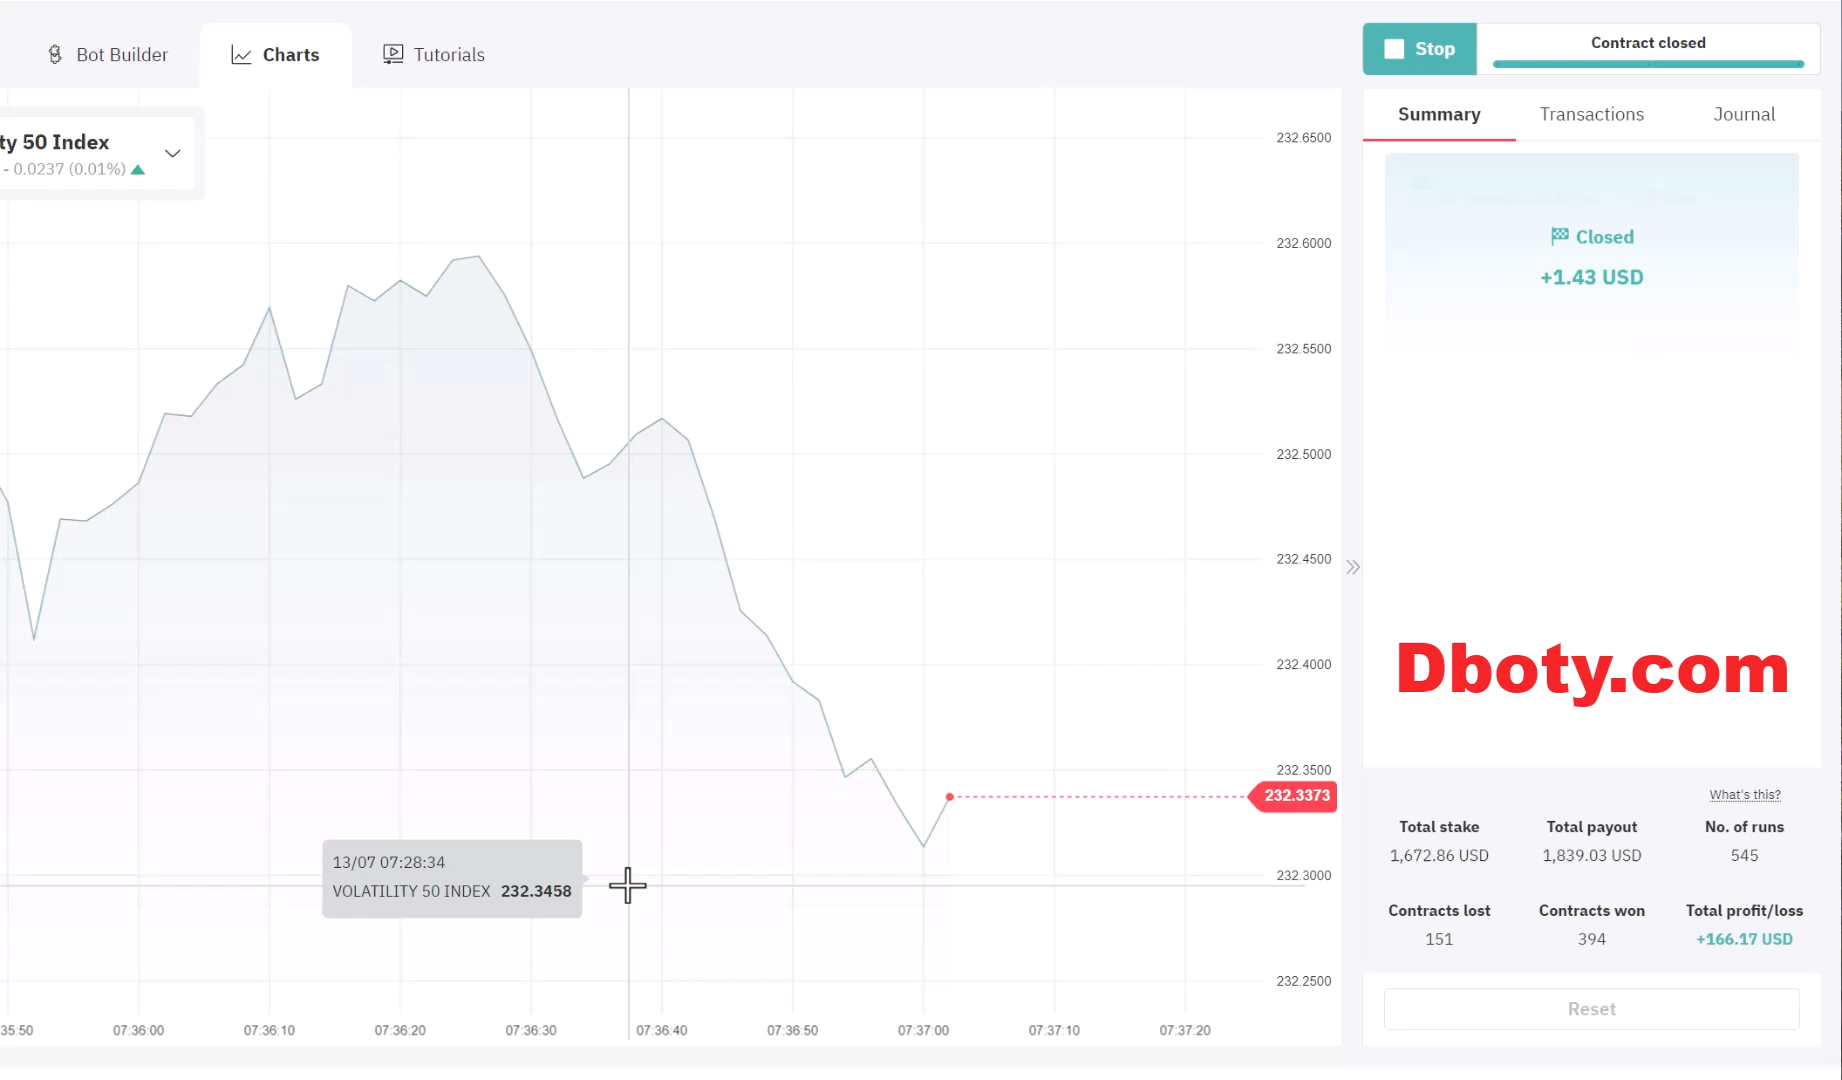 Bot Builder
Charts
Tutorials
Stop
Contract closed
ty 50 Index
- 0.0237 (0.01%)
Summary
Transactions
Journal
Closed
+1.43 USD
232.6500
232.6000
232.5500
232.5000
232.4500
232.4000
232.3500
232.3373
232.3000
232.2500
13/07 07:28:34
VOLATILITY 50 INDEX 232.3458
35:50
07:36:00
07:36:10
07:36:20
07:36:30
07:36:40
07:36:50
07:37:00
07:37:10
07:37:20
Dboty.com
What's this?
Total stake
Total payout
No. of runs
1,672.86 USD
1,839.03 USD
545
Contracts lost
Contracts won
Total profit/loss
151
394
+166.17 USD
Reset